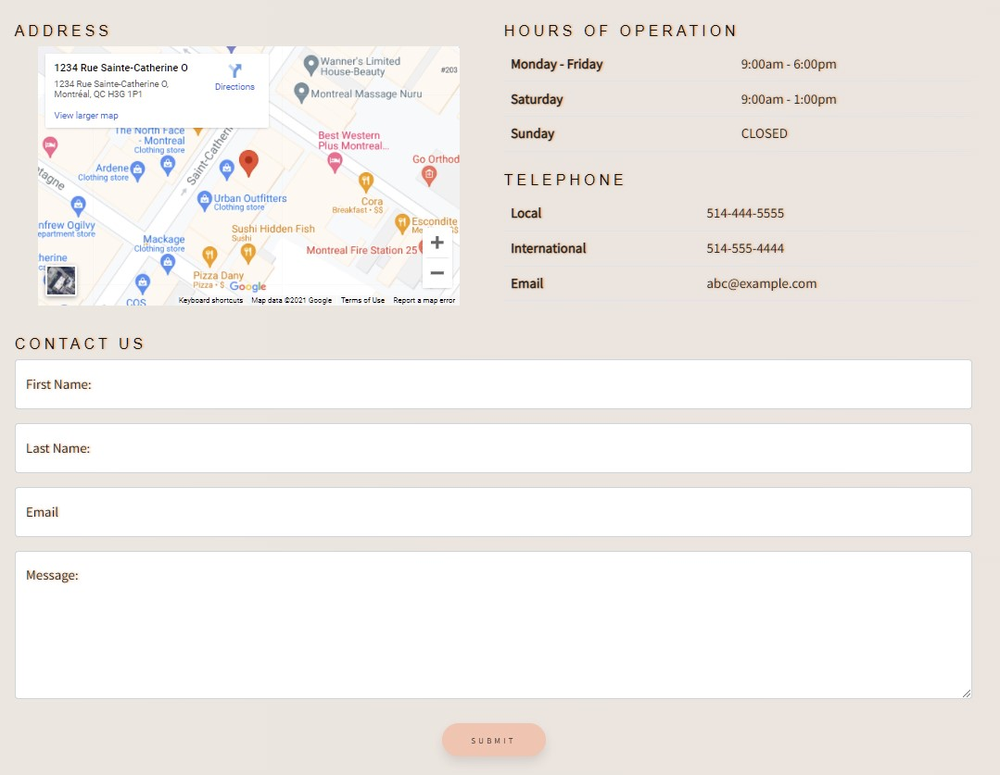 ADDRESS
1234 Rue Sainte-Catherine O
1234 Rue Sainte-Catherine O,
Montréal, QC H3G 1P1
Directions
View larger map
Wanner's Limited
House-Beauty
#203
Montreal Massage Nuru
The North Face
- Montreal
Clothing store
Best Western
Plus Montreal...
Saint-Catherin
Ardene
Clothing store
Go Orthod
tagne
Urban Outfitters
Clothing store
Cora
Breakfast • $$
nfrew Ogilvy
epartment store
Sushi Hidden Fish
Sushi
Escondite
Me
$$
Mackage
Clothing store
Montreal Fire Station 25
herine
Pizza Dany
Pizza • $
Google
COS
Keyboard shortcuts
Map data ©2021 Google
Terms of Use
Report a map error
HOURS OF OPERATION
Monday - Friday 9:00am - 6:00pm
Saturday 9:00am - 1:00pm
Sunday CLOSED
TELEPHONE
Local 514-444-5555
International 514-555-4444
Email abc@example.com
CONTACT US
First Name:
Last Name:
Email
Message:
SUBMIT